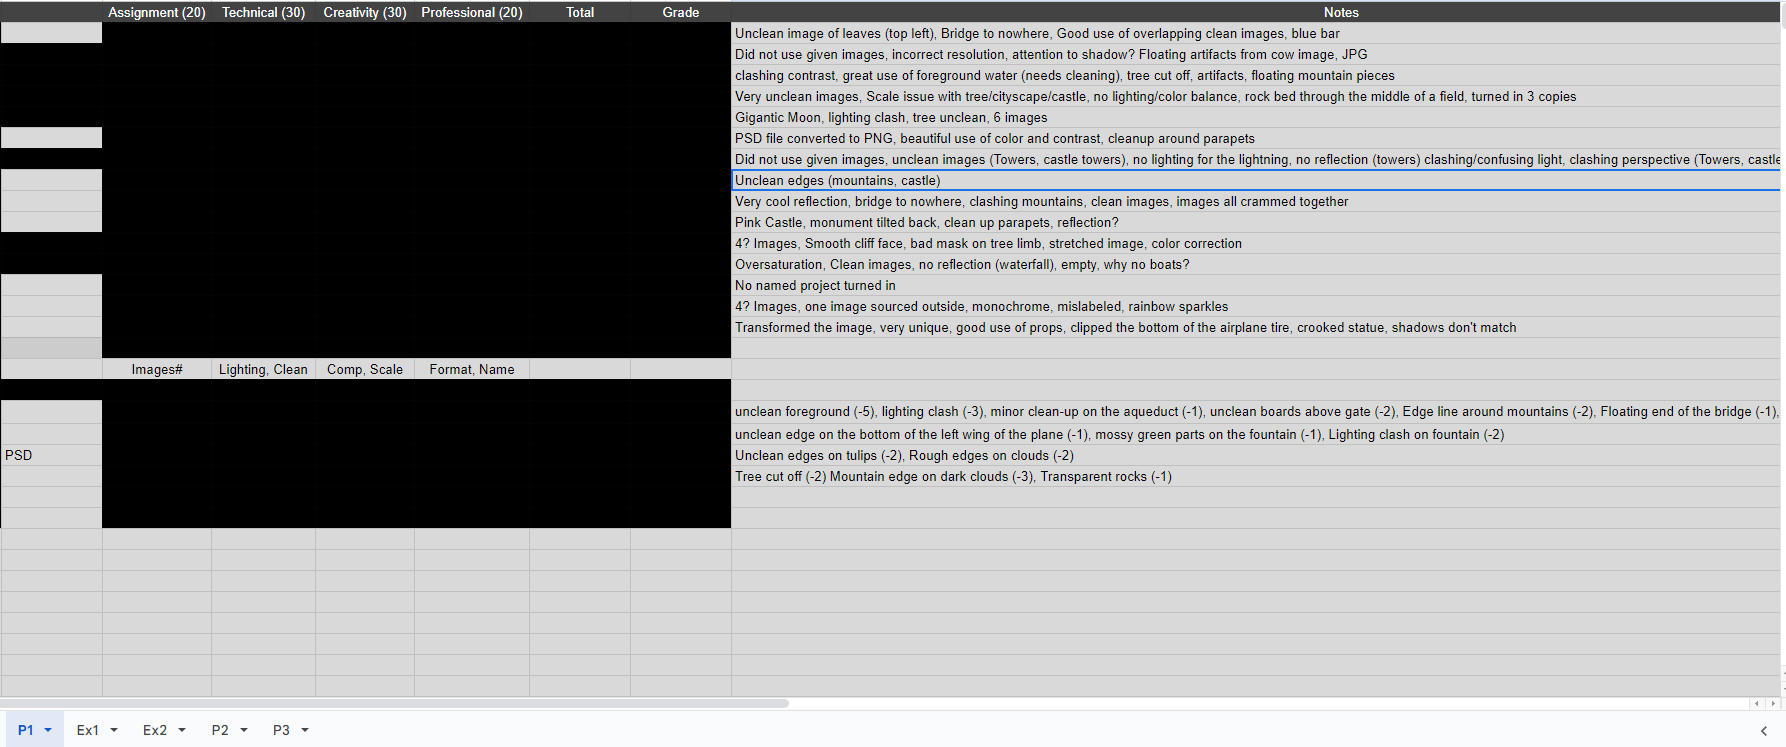 Assignment (20) Technical (30) Creativity (30) Professional (20) Total Grade Notes
Unclean image of leaves (top left), Bridge to nowhere, Good use of overlapping clean images, blue bar
Did not use given images, incorrect resolution, attention to shadow? Floating artifacts from cow image, JPG
clashing contrast, great use of foreground water (needs cleaning), tree cut off, artifacts, floating mountain pieces
Very unclean images, Scale issue with tree/cityscape/castle, no lighting/color balance, rock bed through the middle of a field, turned in 3 copies
Gigantic Moon, lighting clash, tree unclean, 6 images
PSD file converted to PNG, beautiful use of color and contrast, cleanup around parapets
Did not use given images, unclean images (Towers, castle towers), no lighting for the lightning, no reflection (towers) clashing/confusing light, clashing perspective (Towers, castle
Unclean edges (mountains, castle)
Very cool reflection, bridge to nowhere, clashing mountains, clean images, images all crammed together
Pink Castle, monument tilted back, clean up parapets, reflection?
4? Images, Smooth cliff face, bad mask on tree limb, stretched image, color correction
Oversaturation, Clean images, no reflection (waterfall), empty, why no boats?
No named project turned in
4? Images, one image sourced outside, monochrome, mislabeled, rainbow sparkles
Transformed the image, very unique, good use of props, clipped the bottom of the airplane tire, crooked statue, shadows don't match
Images# Lighting, Clean Comp, Scale Format, Name
unclean foreground (-5), lighting clash (-3), minor clean-up on the aqueduct (-1), unclean boards above gate (-2), Edge line around mountains (-2), Floating end of the bridge (-1),
unclean edge on the bottom of the left wing of the plane (-1), mossy green parts on the fountain (-1), Lighting clash on fountain (-2)
PSD Unclean edges on tulips (-2), Rough edges on clouds (-2)
Tree cut off (-2) Mountain edge on dark clouds (-3), Transparent rocks (-1)
P1 Ex1 Ex2 P2 P3